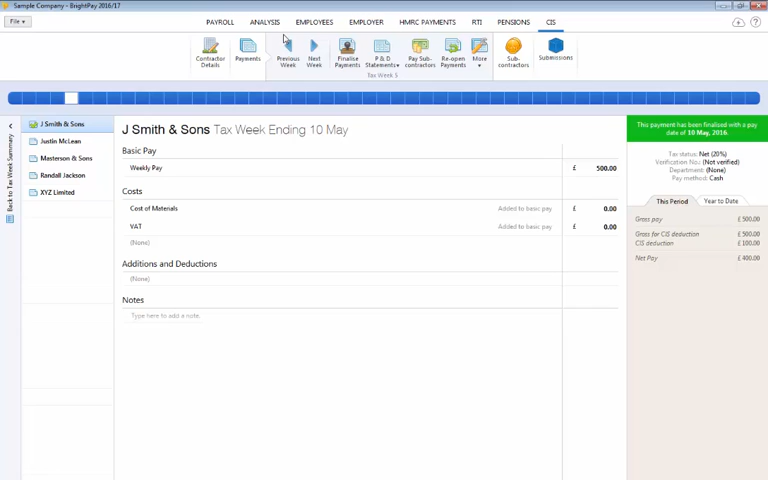 Sample Company - BrightPay 2016/17
File
PAYROLL ANALYSIS EMPLOYEES EMPLOYER HMRC PAYMENTS RTI PENSIONS CIS
Contractor Details
Payments
Previous Week
Next Week
Finalise Payments
P & D Statements
Pay Sub-contractors
Re-open Payments
More
Tax Week 5
Sub-contractors
Submissions
Back to Tax Week Summary
J Smith & Sons
Justin McLean
Masterson & Sons
Randall Jackson
XYZ Limited
J Smith & Sons Tax Week Ending 10 May
Basic Pay
Weekly Pay £ 500.00
Costs
Cost of Materials Added to basic pay £ 0.00
VAT Added to basic pay £ 0.00
(None)
Additions and Deductions
(None)
Notes
Type here to add a note.
This payment has been finalised with a pay
date of 10 May, 2016.
Tax status: Net (20%)
Verification No.: (Not verified)
Department: (None)
Pay method: Cash
This Period Year to Date
Gross pay £500.00
Gross for CIS deduction £500.00
CIS deduction £100.00
Net Pay £400.00